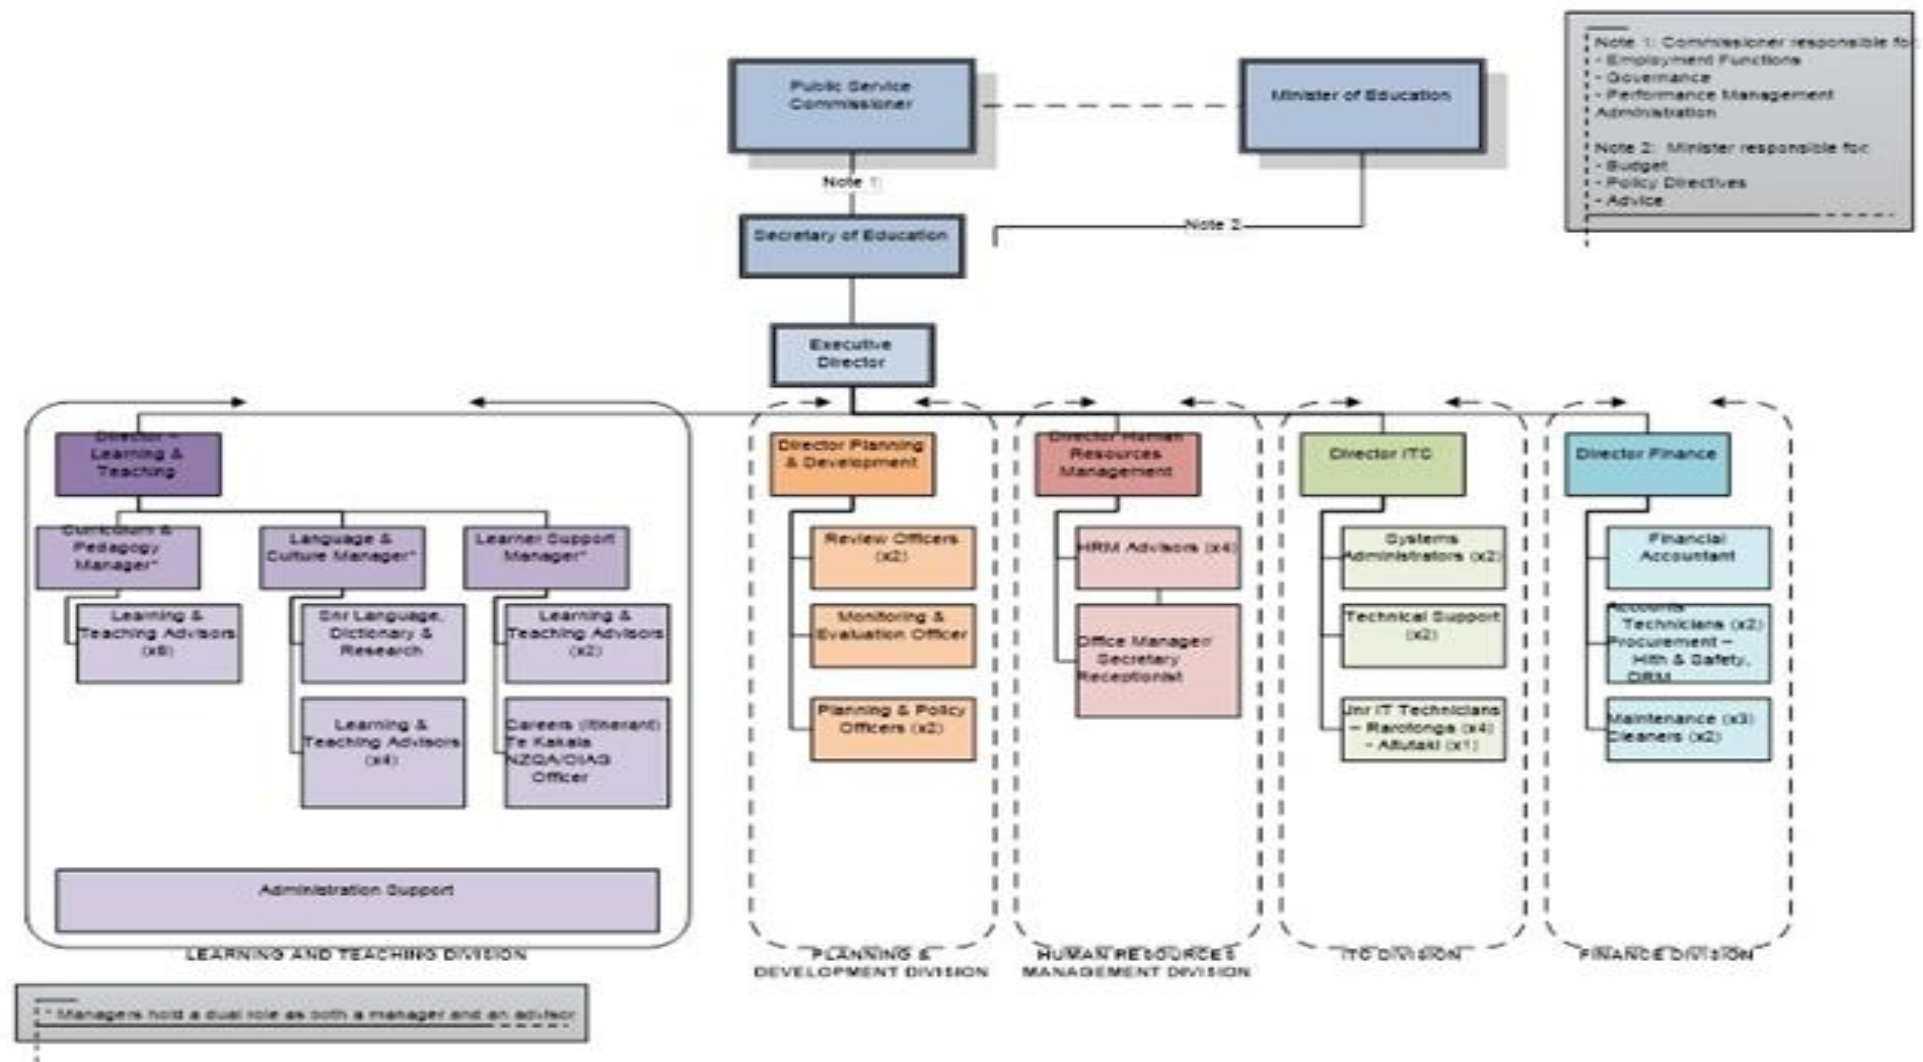 Public Service
Commissioner
Minister of Education
Note 1: Commissioner responsible for
- Employment Functions
- Governance
- Performance Management
Administration
Note 2: Minister responsible for:
- Budget
- Policy Directives
- Advice
Note 1
Note 2
Secretary of Education
Executive
Director
Director –
Learning &
Teaching
Director Planning
& Development
Director Human
Resources
Management
Director ITC
Director Finance
Curriculum &
Pedagogy
Manager*
Language &
Culture Manager*
Learner Support
Manager*
Learning &
Teaching Advisors
Snr Language,
Dictionary &
Research
Learning &
Teaching Advisors
(x2)
Learning &
Teaching Advisors
(x4)
Careers (Itinerant)
Te Kakaia
NZQA/CIAG
Officer
Administration Support
LEARNING AND TEACHING DIVISION
Review Officers
(x2)
Monitoring &
Evaluation Officer
Planning & Policy
Officers (x2)
PLANNING &
DEVELOPMENT DIVISION
HRM Advisors (x4)
Office Manager/
Secretary
Receptionist
HUMAN RESOURCES
MANAGEMENT DIVISION
Systems
Administrators (x2)
Technical Support
(x2)
Jnr IT Technicians
– Rarotonga (x4)
- Aitutaki (x1)
ITC DIVISION
Financial
Accountant
Accounts
Technicians (x2)
Procurement –
Hlth & Safety,
DRM
Maintenance (x3)
Cleaners (x2)
FINANCE DIVISION
* Managers hold a dual role as both a manager and an advisor